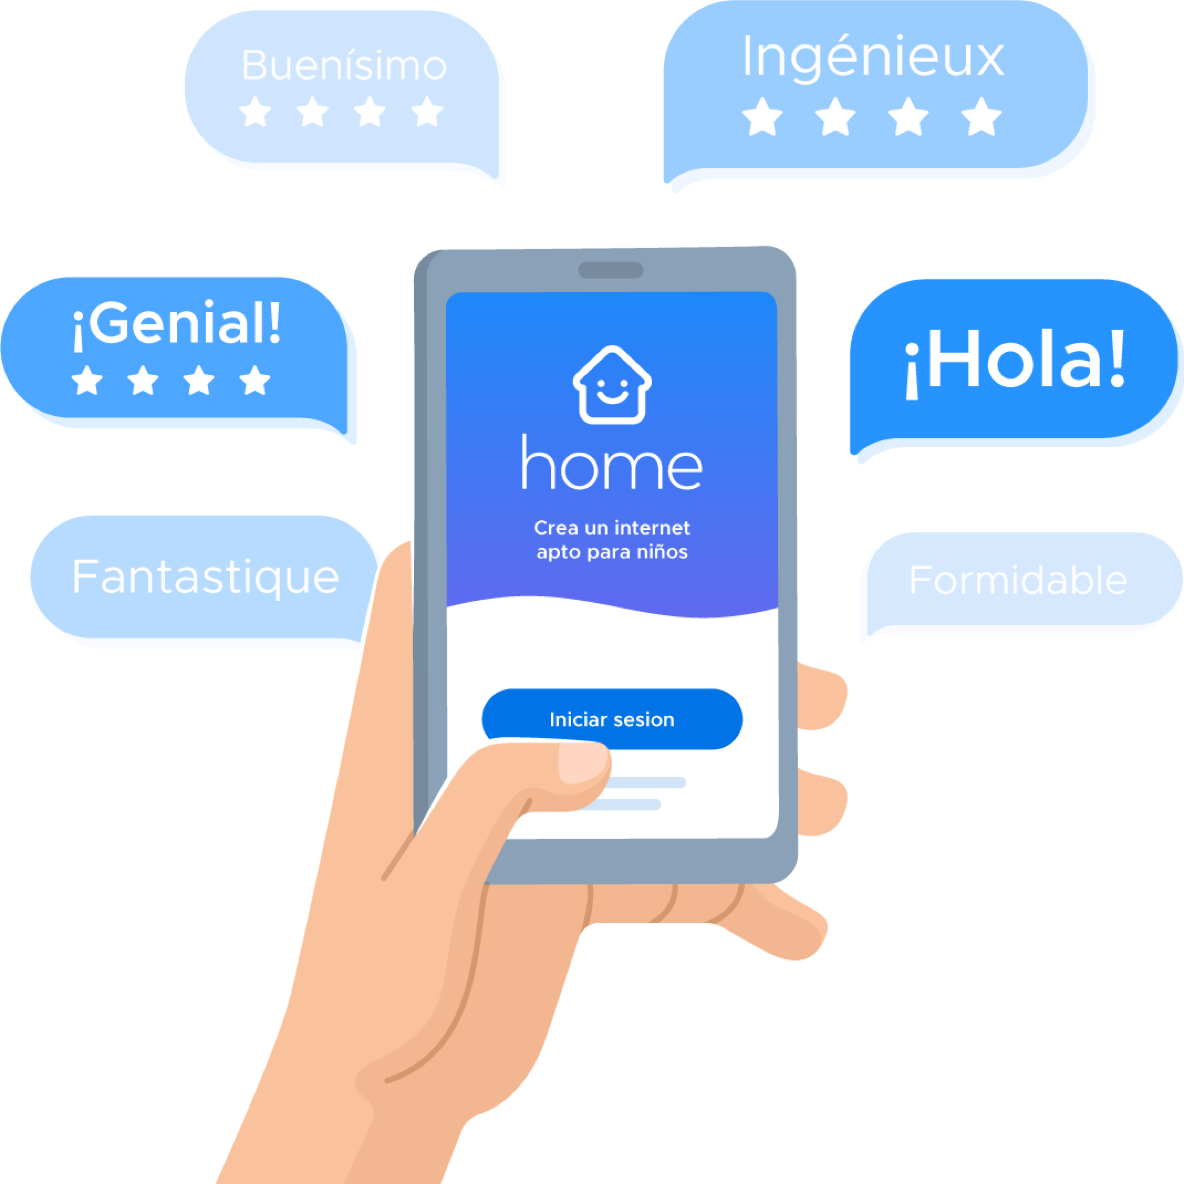 Buenísimo
Ingénieux
¡Genial!
¡Hola!
home
Crea un internet
apto para niños
Fantastique
Formidable
Iniciar sesion